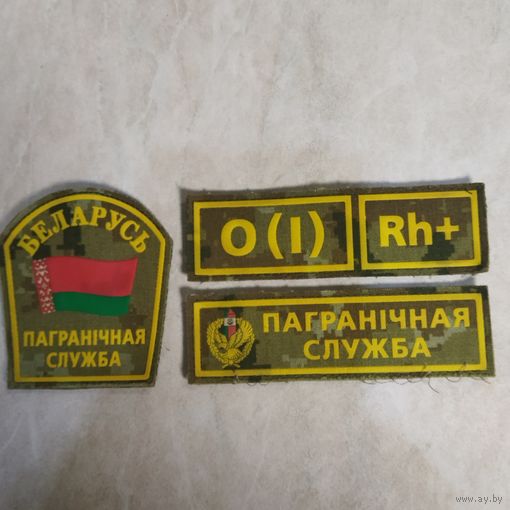 БЕЛАРУСЬ
ПАГРАНІЧНАЯ
СЛУЖБА
O (I) Rh+
ПАГРАНІЧНАЯ
СЛУЖБА
www.ay.by